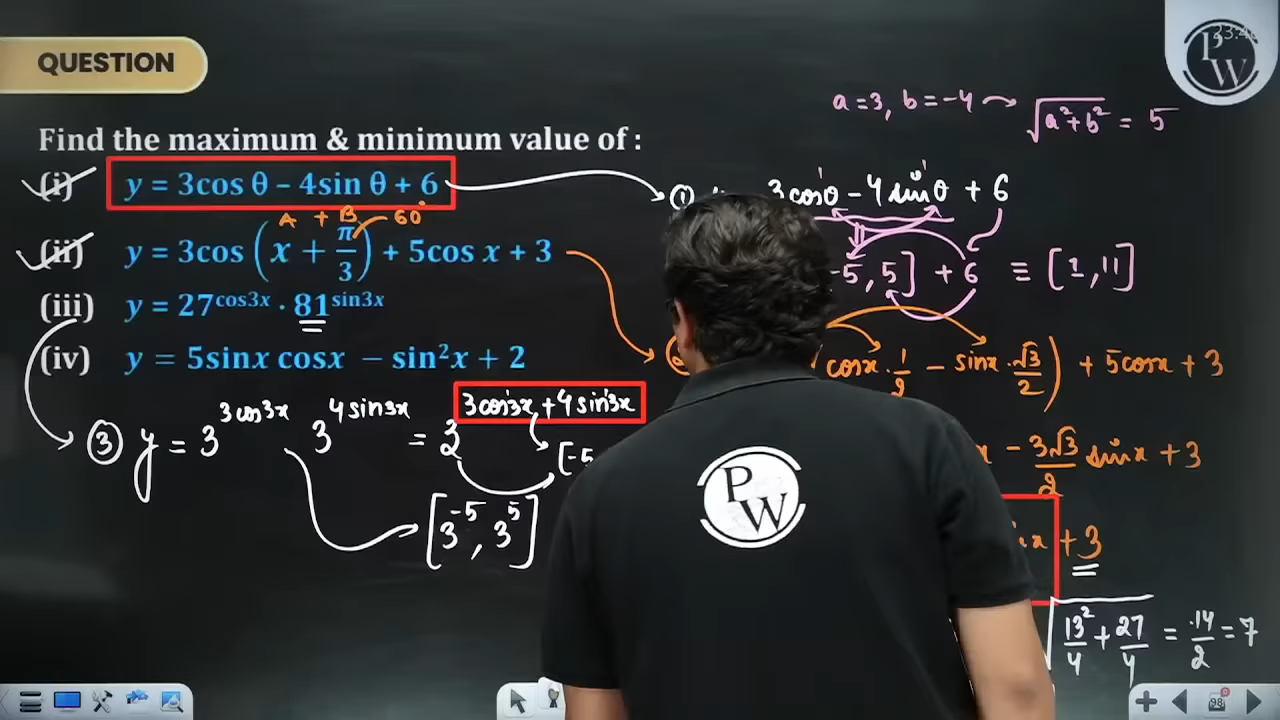 QUESTION
Find the maximum & minimum value of :
(i) y = 3cos θ – 4sin θ + 6
A + B 60°
(ii) y = 3cos (x + π/3) + 5cos x + 3
(iii) y = 27^cos3x · 81^sin3x
(iv) y = 5sinx cosx – sin²x + 2
③ y = 3^3cos3x 3^4sin3x = 3^3cos3x + 4sin3x
[-5
[3^-5, 3^5]
a = 3, b = -4 √a²+b² = 5
① 3cosθ – 4sinθ + 6
-5, 5] + 6 ≡ [1, 11]
cosx · 1/2 – sinx · √3/2) + 5cosx + 3
– 3√3/2 sinx + 3
+ 3
√13²/4 + 27/4 = 14/2 = 7
PW
PW